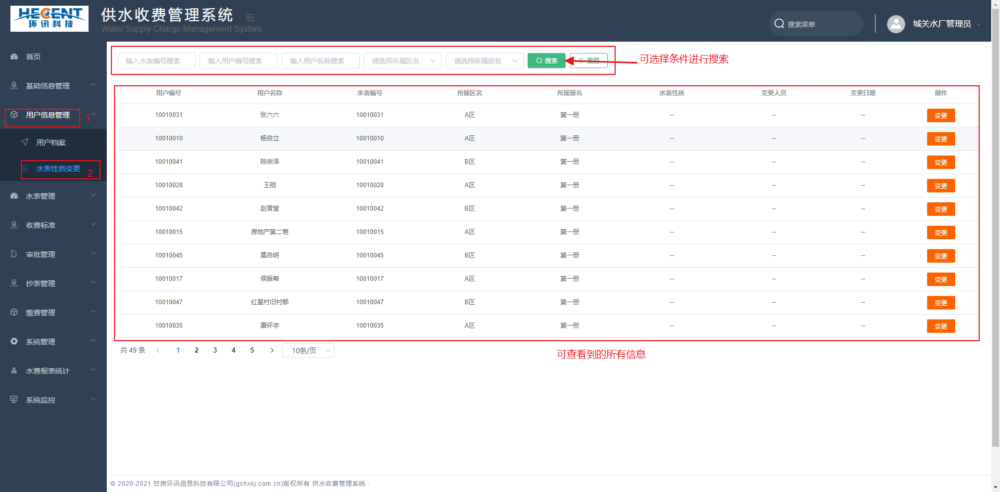 HECENT
环讯科技
供水收费管理系统
Water Supply Charge Management System
搜索菜单
城关水厂管理员
首页
基础信息管理
用户信息管理 1
用户档案
水表性质变更 2
水表管理
收费标准
审批管理
抄表管理
缴费管理
系统管理
水费报表统计
系统监控
输入水表编号搜索 输入用户编号搜索 输入用户名称搜索 请选择所属区名 请选择所属册名 搜索 重置
可选择条件进行搜索
用户编号 用户名称 水表编号 所属区名 所属册名 水表性质 变更人员 变更日期 操作
10010031 张六六 10010031 A区 第一册 -- -- -- 变更
10010010 杨自立 10010010 A区 第一册 -- -- -- 变更
10010041 陈宗泽 10010041 B区 第一册 -- -- -- 变更
10010028 王刚 10010028 A区 第一册 -- -- -- 变更
10010042 赵晋堂 10010042 B区 第一册 -- -- -- 变更
10010015 房地产第二巷 10010015 A区 第一册 -- -- -- 变更
10010045 莫自明 10010045 B区 第一册 -- -- -- 变更
10010017 侯振帮 10010017 A区 第一册 -- -- -- 变更
10010047 红星村旧村部 10010047 B区 第一册 -- -- -- 变更
10010035 康怀宇 10010035 A区 第一册 -- -- -- 变更
共 49 条 1 2 3 4 5 10条/页
可查看到的所有信息
© 2020-2021 甘肃环讯信息科技有限公司(gshxkj.com.cn)版权所有 供水收费管理系统 ·